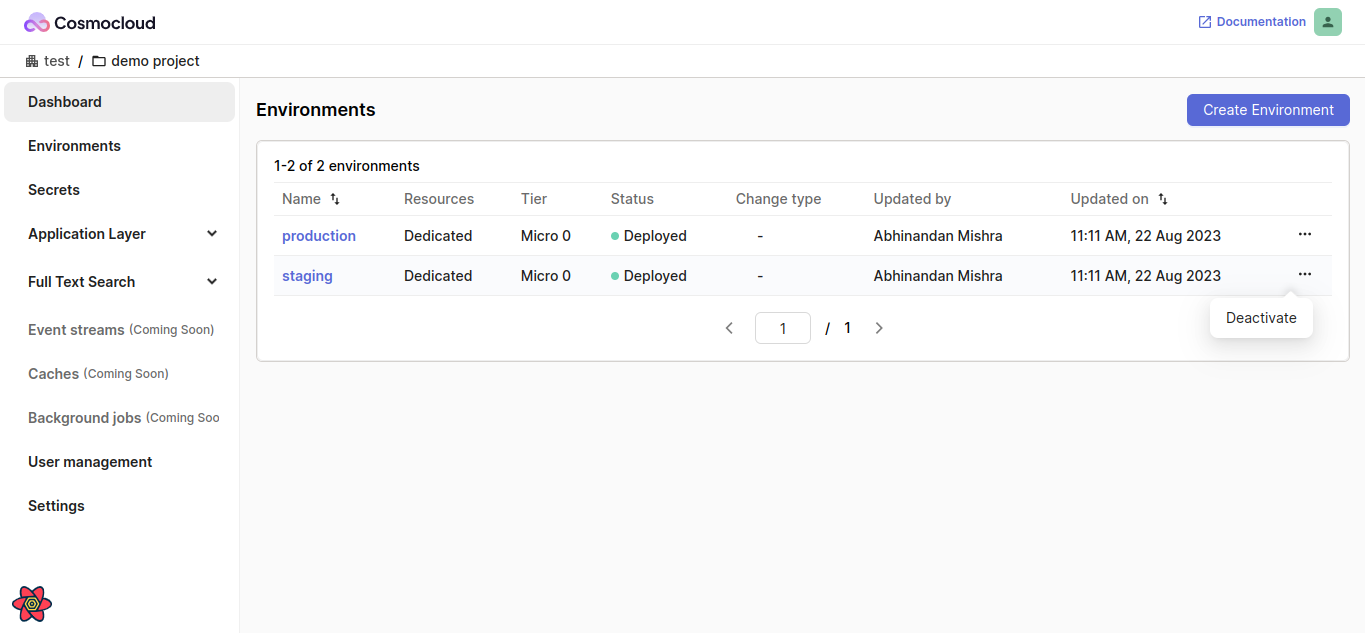 Cosmocloud
Documentation
test / demo project
Dashboard
Environments
Secrets
Application Layer
Full Text Search
Event streams (Coming Soon)
Caches (Coming Soon)
Background jobs (Coming Soo
User management
Settings
Environments
Create Environment
1-2 of 2 environments
Name Resources Tier Status Change type Updated by Updated on
production Dedicated Micro 0 Deployed - Abhinandan Mishra 11:11 AM, 22 Aug 2023 ...
staging Dedicated Micro 0 Deployed - Abhinandan Mishra 11:11 AM, 22 Aug 2023 ...
1 / 1
Deactivate